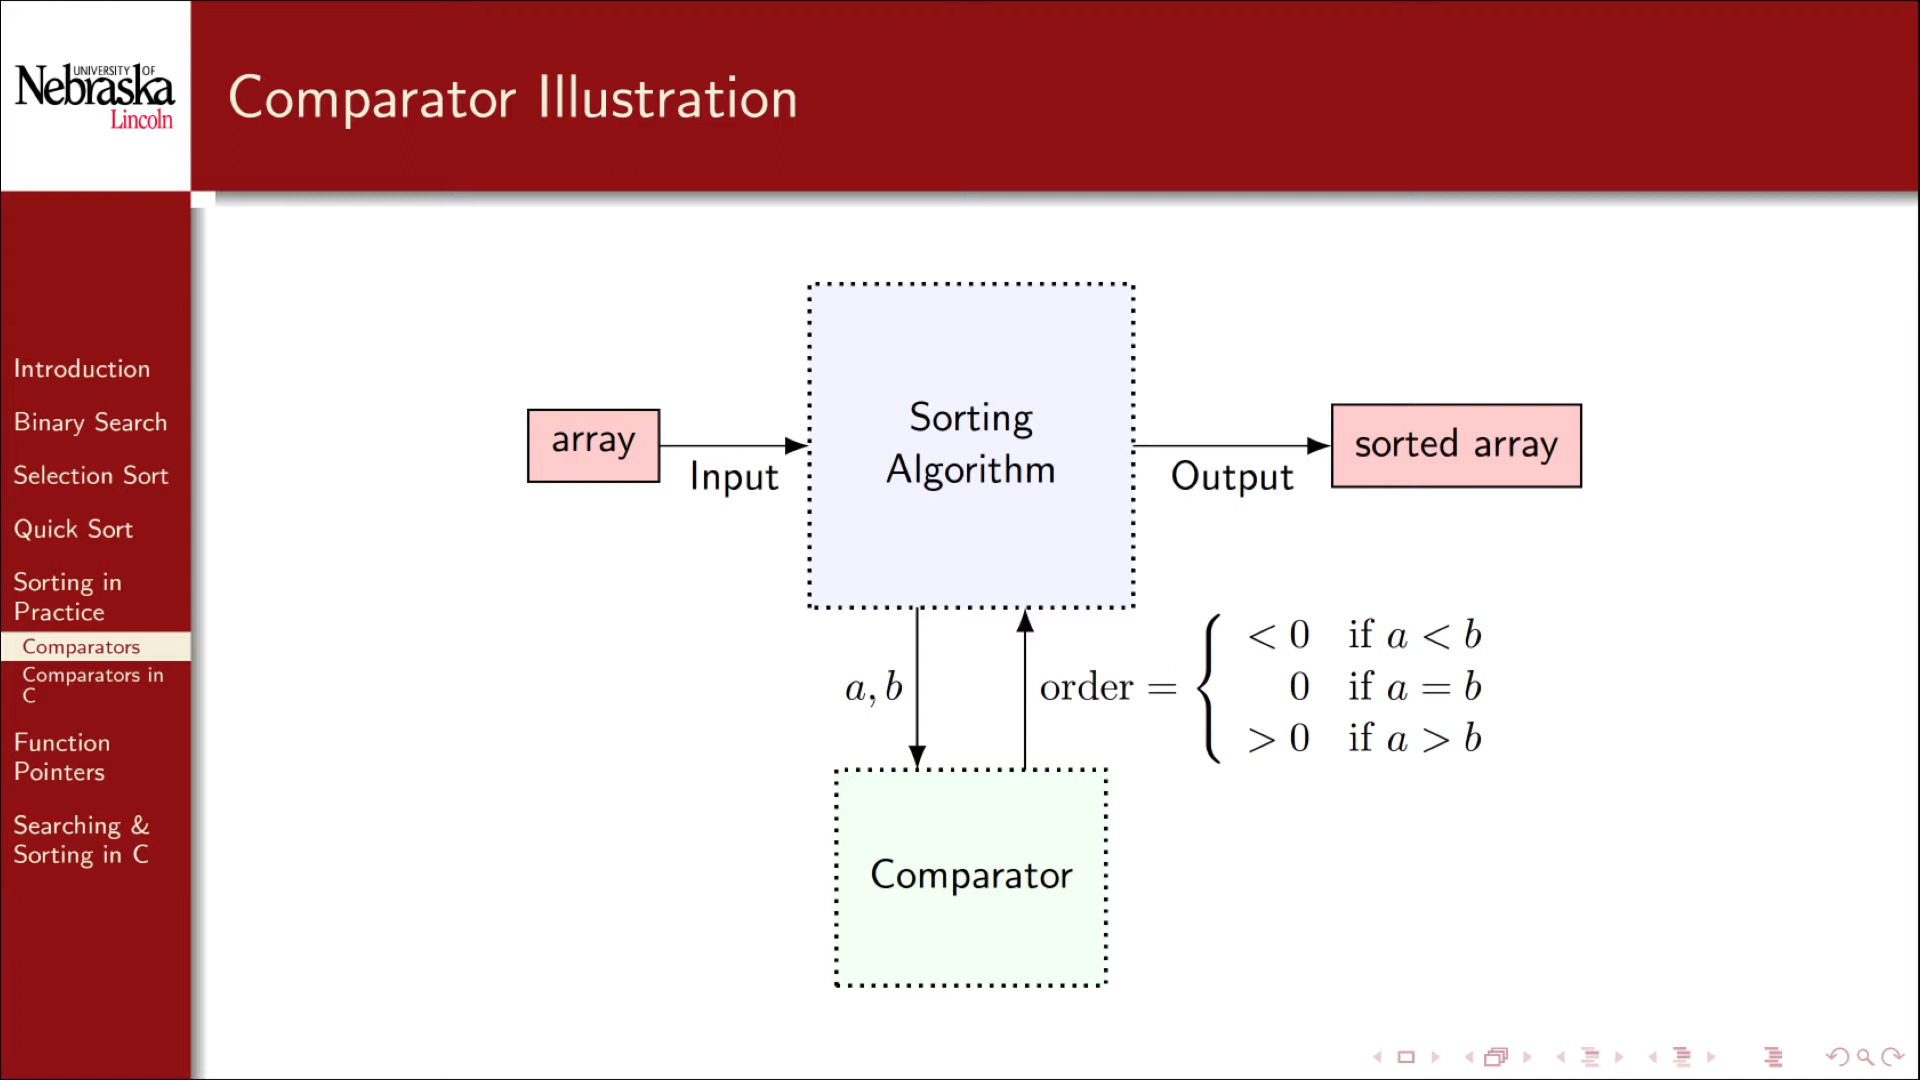 UNIVERSITY OF
Nebraska
Lincoln
Comparator Illustration
Introduction
Binary Search
Selection Sort
Quick Sort
Sorting in
Practice
Comparators
Comparators in
C
Function
Pointers
Searching &
Sorting in C
array
Input
Sorting
Algorithm
Output
sorted array
a, b
order = { < 0 if a < b
0 if a = b
> 0 if a > b
Comparator